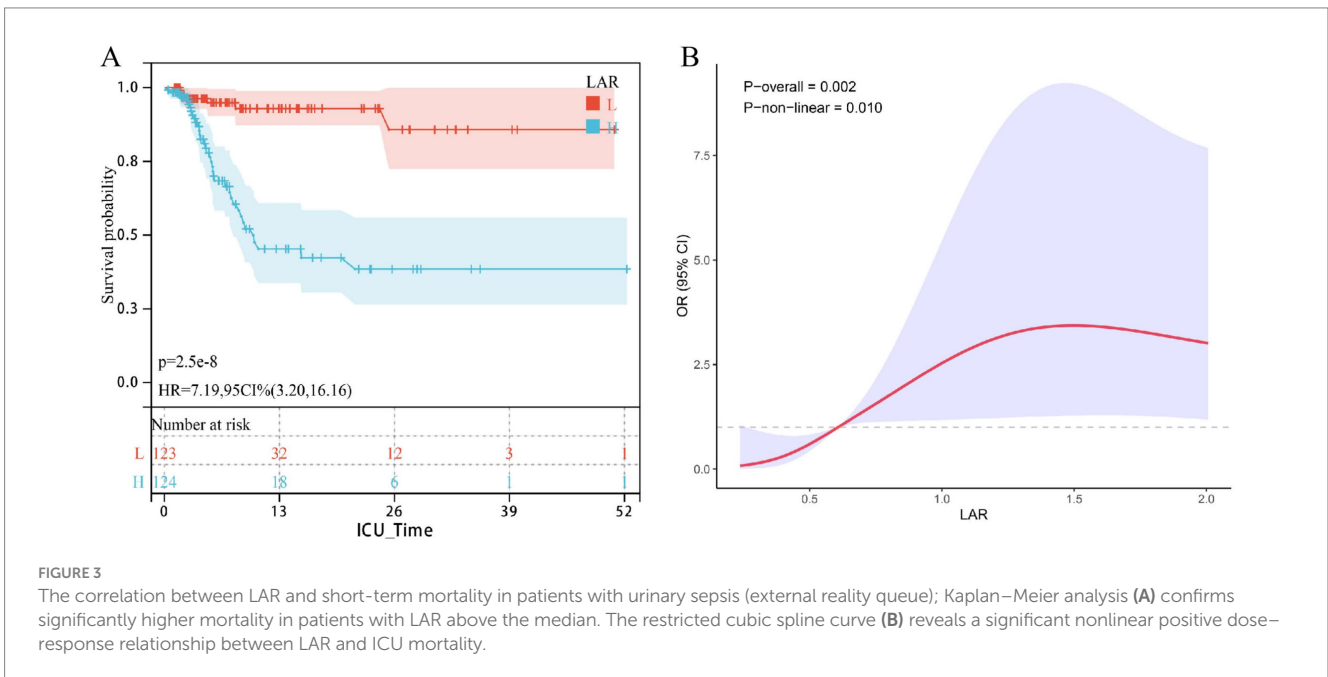 A
1.0
0.8
0.5
0.3
0.0
Survival probability
LAR
L
H
p=2.5e-8
HR=7.19,95CI%(3.20,16.16)
Number at risk
L 123 32 12 3 1
H 124 18 6 1 1
0 13 26 39 52
ICU_Time
B
P-overall = 0.002
P-non-linear = 0.010
7.5
5.0
2.5
0.0
OR (95% CI)
0.5 1.0 1.5 2.0
LAR
FIGURE 3
The correlation between LAR and short-term mortality in patients with urinary sepsis (external reality queue); Kaplan–Meier analysis (A) confirms
significantly higher mortality in patients with LAR above the median. The restricted cubic spline curve (B) reveals a significant nonlinear positive dose–
response relationship between LAR and ICU mortality.